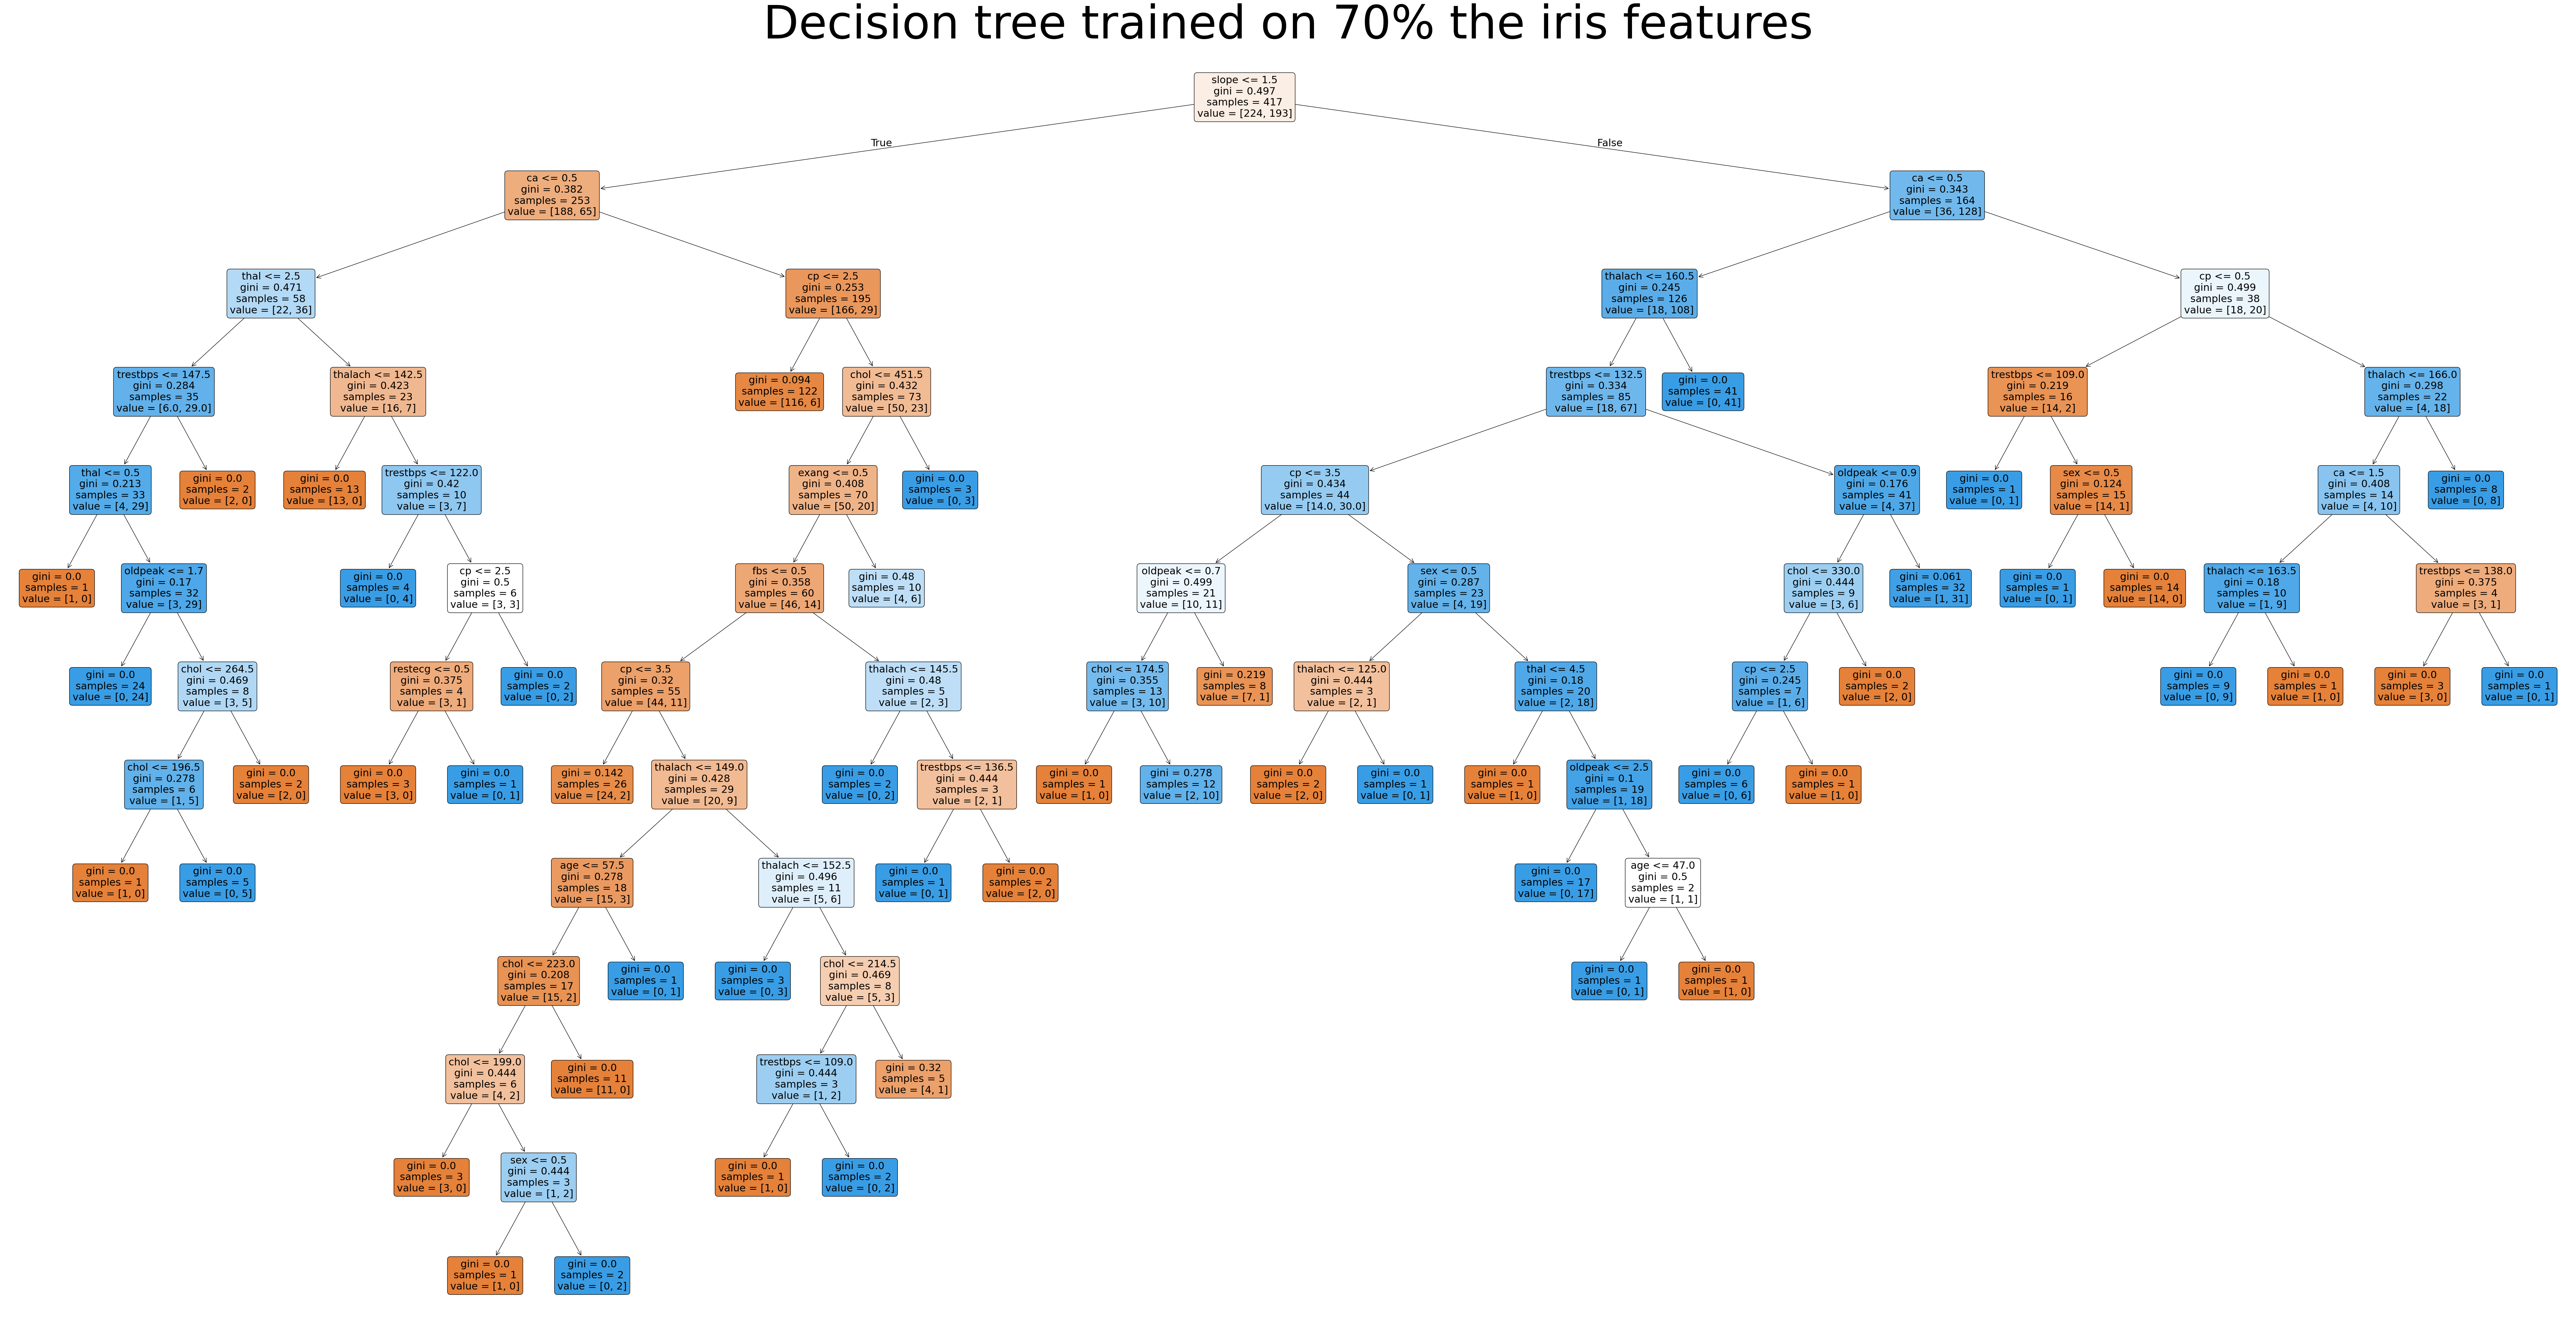 Decision tree trained on 70% the iris features
slope <= 1.5
gini = 0.497
samples = 417
value = [224, 193]
True
False
ca <= 0.5
gini = 0.382
samples = 253
value = [188, 65]
ca <= 0.5
gini = 0.343
samples = 164
value = [36, 128]
thal <= 2.5
gini = 0.471
samples = 58
value = [22, 36]
cp <= 2.5
gini = 0.253
samples = 195
value = [166, 29]
thalach <= 160.5
gini = 0.245
samples = 126
value = [18, 108]
cp <= 0.5
gini = 0.499
samples = 38
value = [18, 20]
trestbps <= 147.5
gini = 0.284
samples = 35
value = [6.0, 29.0]
thalach <= 142.5
gini = 0.423
samples = 23
value = [16, 7]
gini = 0.094
samples = 122
value = [116, 6]
chol <= 451.5
gini = 0.432
samples = 73
value = [50, 23]
trestbps <= 132.5
gini = 0.334
samples = 85
value = [18, 67]
gini = 0.0
samples = 41
value = [0, 41]
trestbps <= 109.0
gini = 0.219
samples = 16
value = [14, 2]
thalach <= 166.0
gini = 0.298
samples = 22
value = [4, 18]
thal <= 0.5
gini = 0.213
samples = 33
value = [4, 29]
gini = 0.0
samples = 2
value = [2, 0]
gini = 0.0
samples = 13
value = [13, 0]
trestbps <= 122.0
gini = 0.42
samples = 10
value = [3, 7]
exang <= 0.5
gini = 0.408
samples = 70
value = [50, 20]
gini = 0.0
samples = 3
value = [0, 3]
cp <= 3.5
gini = 0.434
samples = 44
value = [14.0, 30.0]
oldpeak <= 0.9
gini = 0.176
samples = 41
value = [4, 37]
gini = 0.0
samples = 1
value = [0, 1]
sex <= 0.5
gini = 0.124
samples = 15
value = [14, 1]
ca <= 1.5
gini = 0.408
samples = 14
value = [4, 10]
gini = 0.0
samples = 8
value = [0, 8]
gini = 0.0
samples = 1
value = [1, 0]
oldpeak <= 1.7
gini = 0.17
samples = 32
value = [3, 29]
gini = 0.0
samples = 4
value = [0, 4]
cp <= 2.5
gini = 0.5
samples = 6
value = [3, 3]
fbs <= 0.5
gini = 0.358
samples = 60
value = [46, 14]
gini = 0.48
samples = 10
value = [4, 6]
oldpeak <= 0.7
gini = 0.499
samples = 21
value = [10, 11]
sex <= 0.5
gini = 0.287
samples = 23
value = [4, 19]
chol <= 330.0
gini = 0.444
samples = 9
value = [3, 6]
gini = 0.061
samples = 32
value = [1, 31]
gini = 0.0
samples = 1
value = [0, 1]
gini = 0.0
samples = 14
value = [14, 0]
thalach <= 163.5
gini = 0.18
samples = 10
value = [1, 9]
trestbps <= 138.0
gini = 0.375
samples = 4
value = [3, 1]
gini = 0.0
samples = 24
value = [0, 24]
chol <= 264.5
gini = 0.469
samples = 8
value = [3, 5]
restecg <= 0.5
gini = 0.375
samples = 4
value = [3, 1]
gini = 0.0
samples = 2
value = [0, 2]
cp <= 3.5
gini = 0.32
samples = 55
value = [44, 11]
thalach <= 145.5
gini = 0.48
samples = 5
value = [2, 3]
chol <= 174.5
gini = 0.355
samples = 13
value = [3, 10]
gini = 0.219
samples = 8
value = [7, 1]
thalach <= 125.0
gini = 0.444
samples = 3
value = [2, 1]
thal <= 4.5
gini = 0.18
samples = 20
value = [2, 18]
cp <= 2.5
gini = 0.245
samples = 7
value = [1, 6]
gini = 0.0
samples = 2
value = [2, 0]
gini = 0.0
samples = 9
value = [0, 9]
gini = 0.0
samples = 1
value = [1, 0]
gini = 0.0
samples = 3
value = [3, 0]
gini = 0.0
samples = 1
value = [0, 1]
chol <= 196.5
gini = 0.278
samples = 6
value = [1, 5]
gini = 0.0
samples = 2
value = [2, 0]
gini = 0.0
samples = 3
value = [3, 0]
gini = 0.0
samples = 1
value = [0, 1]
gini = 0.142
samples = 26
value = [24, 2]
thalach <= 149.0
gini = 0.428
samples = 29
value = [20, 9]
gini = 0.0
samples = 2
value = [0, 2]
trestbps <= 136.5
gini = 0.444
samples = 3
value = [2, 1]
gini = 0.0
samples = 1
value = [1, 0]
gini = 0.278
samples = 12
value = [2, 10]
gini = 0.0
samples = 2
value = [2, 0]
gini = 0.0
samples = 1
value = [0, 1]
gini = 0.0
samples = 1
value = [1, 0]
oldpeak <= 2.5
gini = 0.1
samples = 19
value = [1, 18]
gini = 0.0
samples = 6
value = [0, 6]
gini = 0.0
samples = 1
value = [1, 0]
gini = 0.0
samples = 1
value = [1, 0]
gini = 0.0
samples = 5
value = [0, 5]
age <= 57.5
gini = 0.278
samples = 18
value = [15, 3]
thalach <= 152.5
gini = 0.496
samples = 11
value = [5, 6]
gini = 0.0
samples = 1
value = [0, 1]
gini = 0.0
samples = 2
value = [2, 0]
gini = 0.0
samples = 17
value = [0, 17]
age <= 47.0
gini = 0.5
samples = 2
value = [1, 1]
chol <= 223.0
gini = 0.208
samples = 17
value = [15, 2]
gini = 0.0
samples = 1
value = [0, 1]
gini = 0.0
samples = 3
value = [0, 3]
chol <= 214.5
gini = 0.469
samples = 8
value = [5, 3]
gini = 0.0
samples = 1
value = [0, 1]
gini = 0.0
samples = 1
value = [1, 0]
chol <= 199.0
gini = 0.444
samples = 6
value = [4, 2]
gini = 0.0
samples = 11
value = [11, 0]
trestbps <= 109.0
gini = 0.444
samples = 3
value = [1, 2]
gini = 0.32
samples = 5
value = [4, 1]
gini = 0.0
samples = 3
value = [3, 0]
sex <= 0.5
gini = 0.444
samples = 3
value = [1, 2]
gini = 0.0
samples = 1
value = [1, 0]
gini = 0.0
samples = 2
value = [0, 2]
gini = 0.0
samples = 1
value = [1, 0]
gini = 0.0
samples = 2
value = [0, 2]